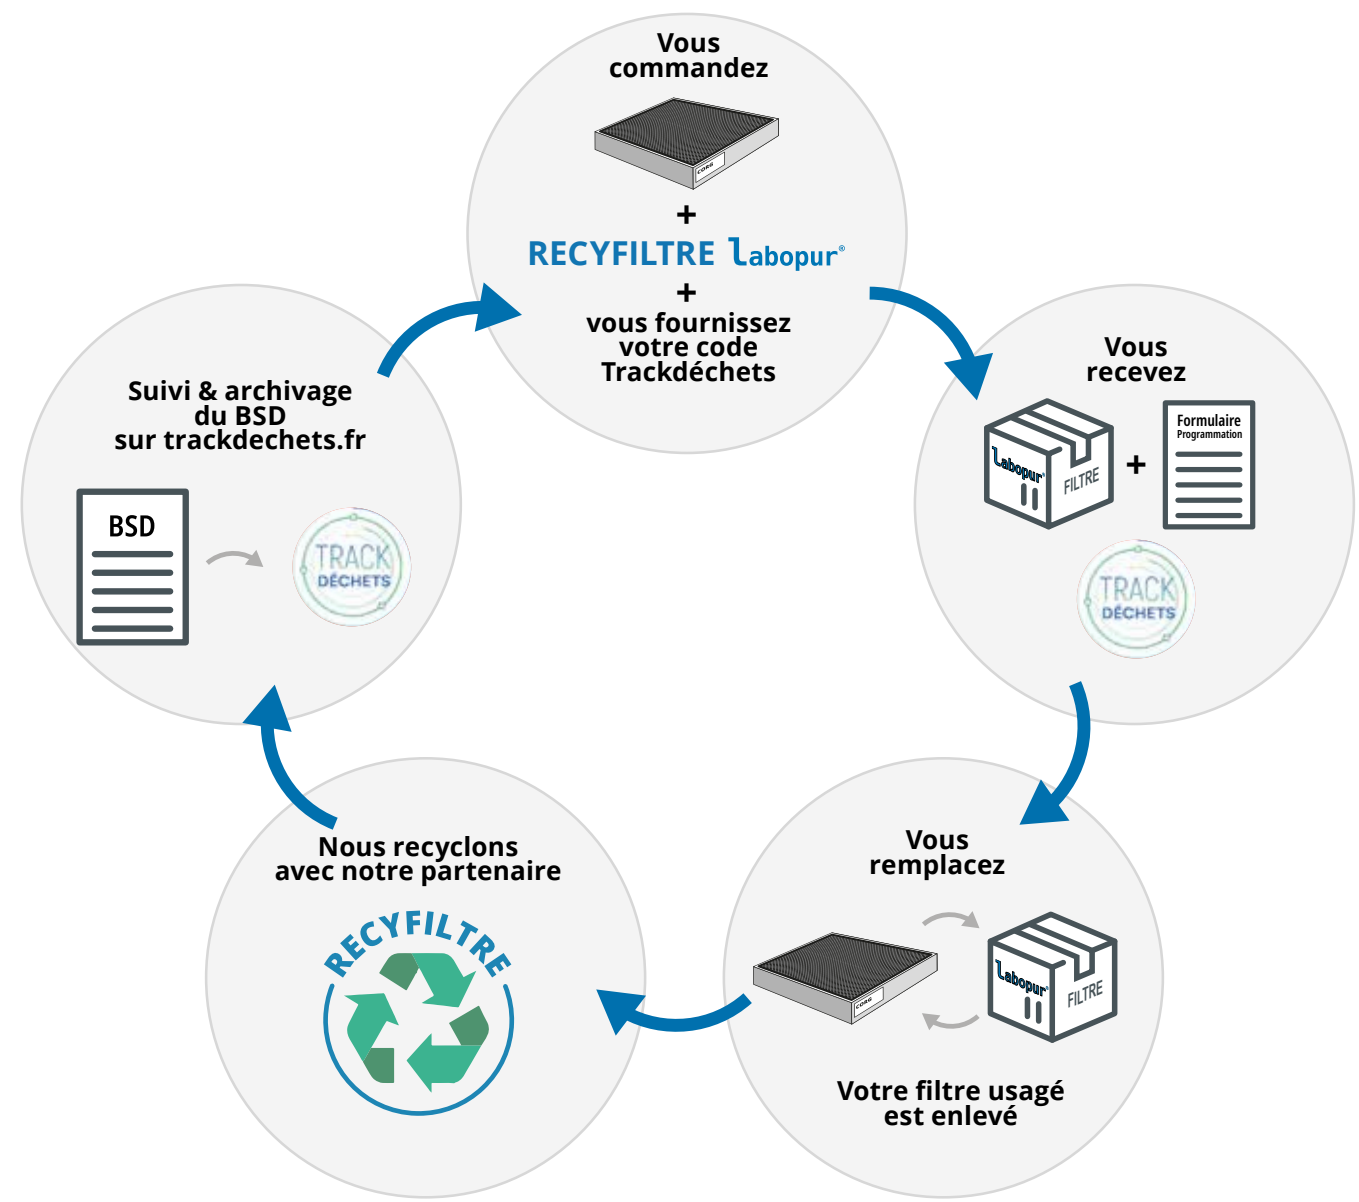 Vous
commandez
CORG
+
RECYFILTRE Labopur®
+
vous fournissez
votre code
Trackdéchets
Vous
recevez
Labopur®
FILTRE
+
Formulaire
Programmation
TRACK
DÉCHETS
Vous
remplacez
CORG
Labopur®
FILTRE
Votre filtre usagé
est enlevé
Nous recyclons
avec notre partenaire
RECYFILTRE
Suivi & archivage
du BSD
sur trackdechets.fr
BSD
TRACK
DÉCHETS